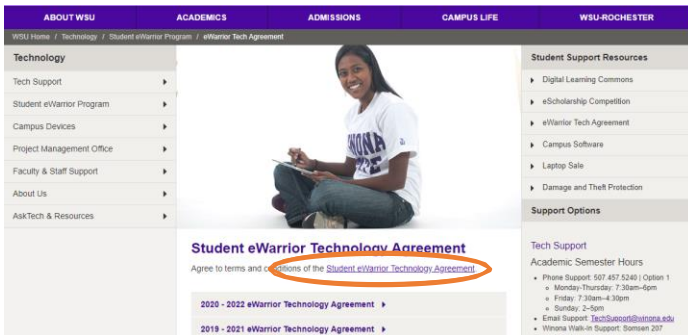 ABOUT WSU
ACADEMICS
ADMISSIONS
CAMPUS LIFE
WSU-ROCHESTER
WSU Home / Technology / Student eWarrior Program / eWarrior Tech Agreement
Technology
Tech Support
Student eWarrior Program
Campus Devices
Project Management Office
Faculty & Staff Support
About Us
AskTech & Resources
Student eWarrior Technology Agreement
Agree to terms and conditions of the Student eWarrior Technology Agreement
2020 - 2022 eWarrior Technology Agreement
2019 - 2021 eWarrior Technology Agreement
Student Support Resources
Digital Learning Commons
eScholarship Competition
eWarrior Tech Agreement
Campus Software
Laptop Sale
Damage and Theft Protection
Support Options
Tech Support
Academic Semester Hours
Phone Support: 507.457.5240 | Option 1
Monday-Thursday: 7:30am–6pm
Friday: 7:30am–4:30pm
Sunday: 2–5pm
Email Support: TechSupport@winona.edu
Winona Walk-in Support: Somsen 207